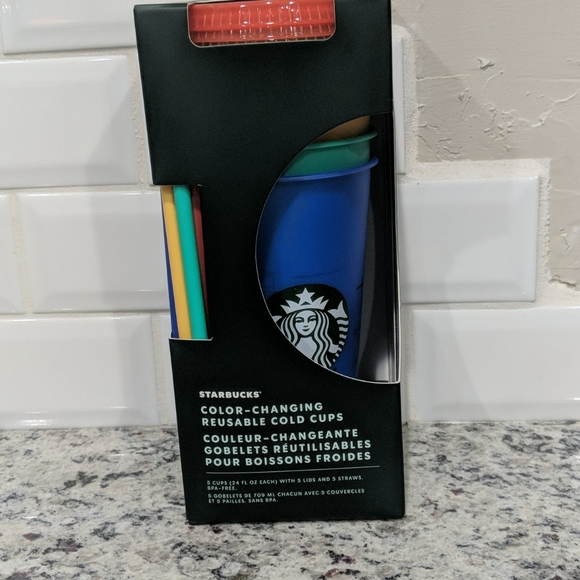 STARBUCKS®
COLOR-CHANGING
REUSABLE COLD CUPS
COULEUR-CHANGEANTE
GOBELETS RÉUTILISABLES
POUR BOISSONS FROIDES
5 CUPS (24 FL OZ EACH) WITH 5 LIDS AND 5 STRAWS.
BPA-FREE.
5 GOBELETS DE 709 ML CHACUN AVEC 5 COUVERCLES
ET 5 PAILLES. SANS BPA.